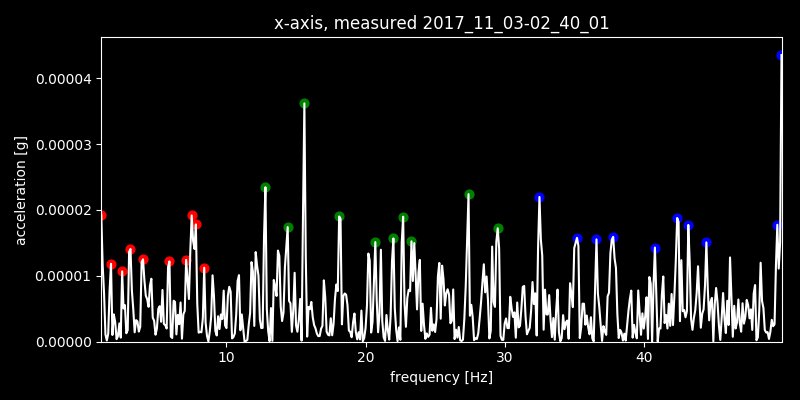 x-axis, measured 2017_11_03-02_40_01
0.00004
0.00003
0.00002
0.00001
0.00000
acceleration [g]
10 20 30 40
frequency [Hz]